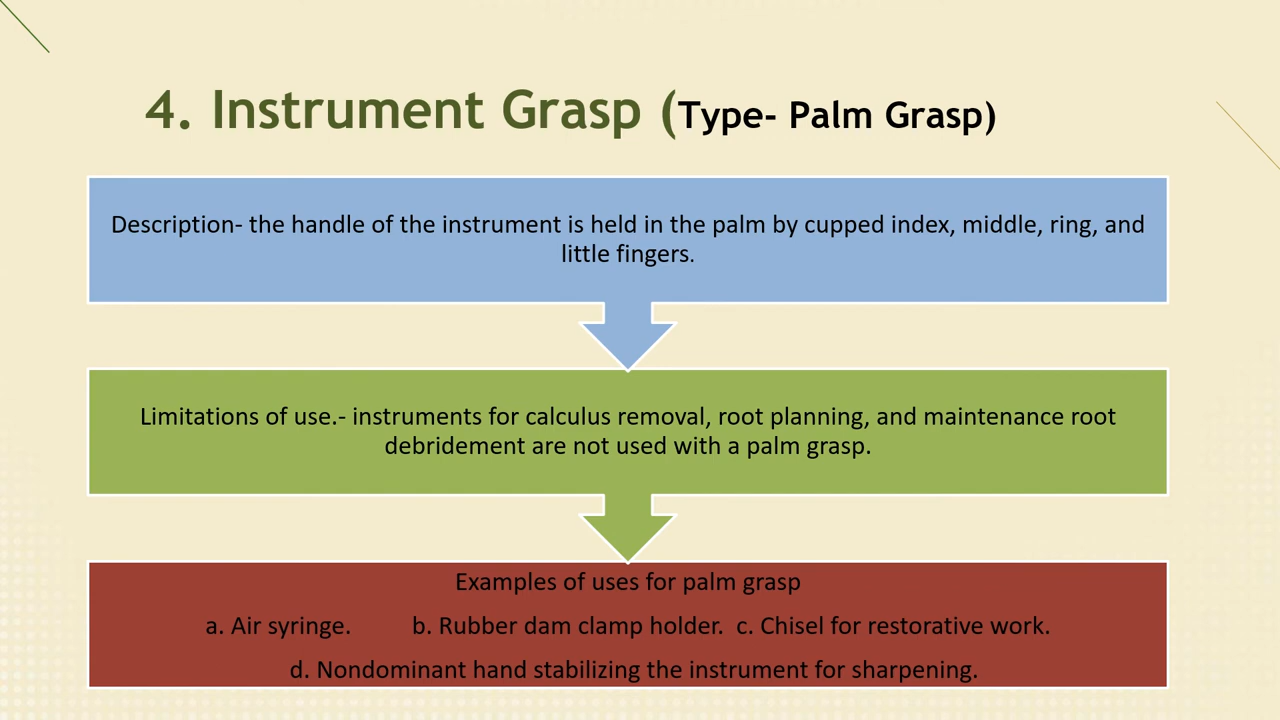 4. Instrument Grasp (Type- Palm Grasp)
Description- the handle of the instrument is held in the palm by cupped index, middle, ring, and
little fingers.
Limitations of use.- instruments for calculus removal, root planning, and maintenance root
debridement are not used with a palm grasp.
Examples of uses for palm grasp
a. Air syringe. b. Rubber dam clamp holder. c. Chisel for restorative work.
d. Nondominant hand stabilizing the instrument for sharpening.